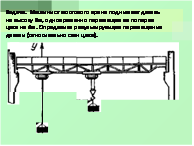 Задача. Машинист мостового крана поднимает деталь
на высоту 8м, одновременно перемещая ее поперек
цеха на 6м. Определите результирующее перемещение
детали (относительно стен цеха).
y